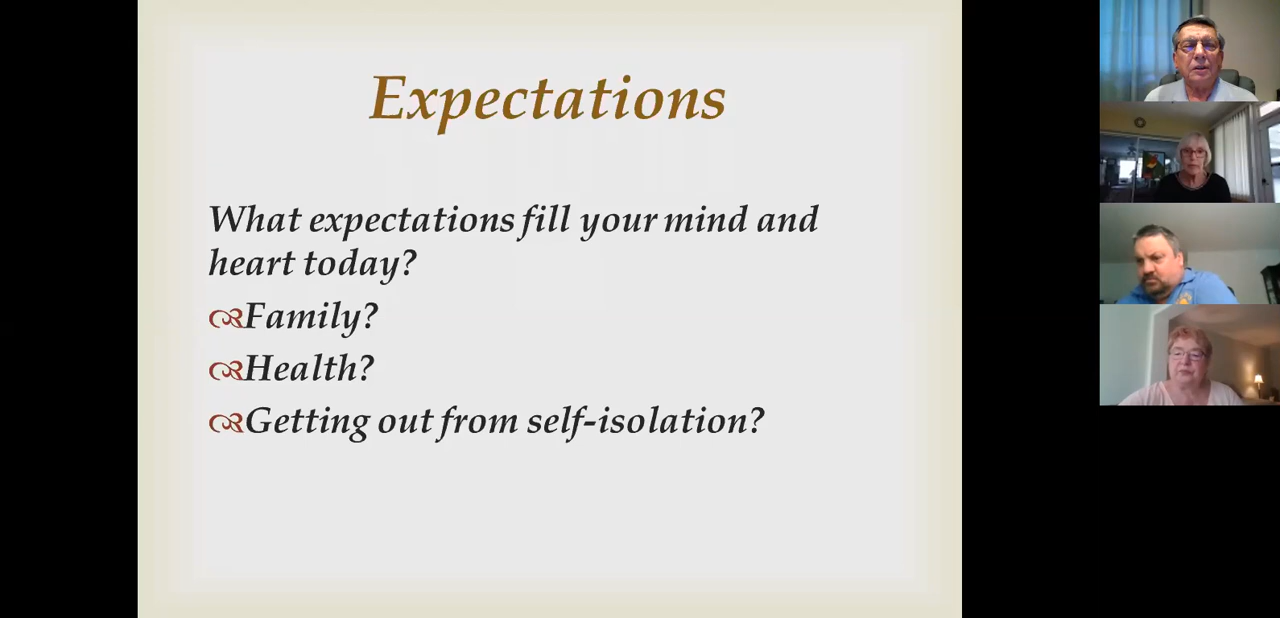 Expectations
What expectations fill your mind and
heart today?
Family?
Health?
Getting out from self-isolation?